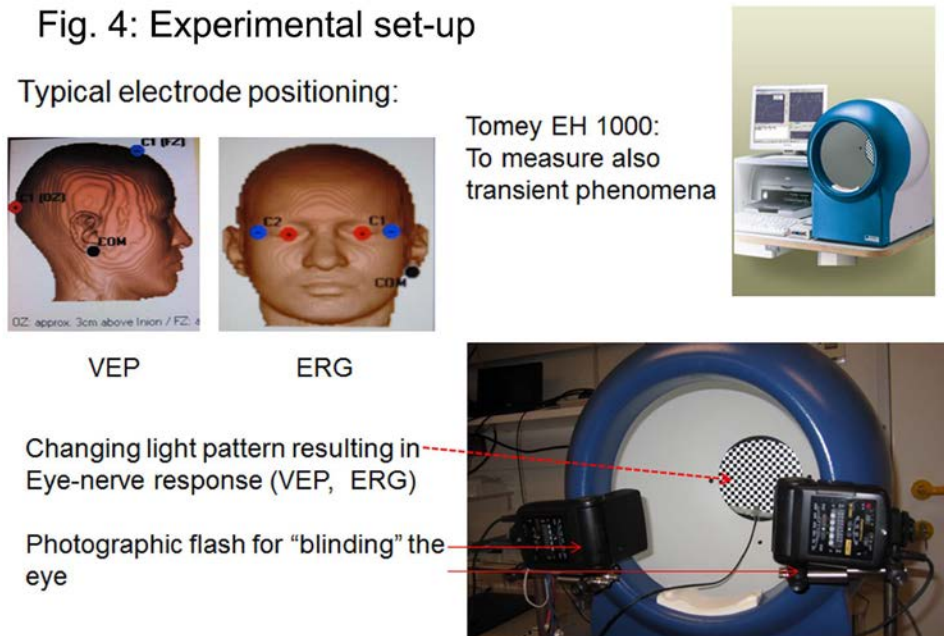 Fig. 4: Experimental set-up
Typical electrode positioning:
Tomey EH 1000:
To measure also
transient phenomena
C1 (FZ)
C1 (OZ)
COM
OZ: approx. 3cm above Inion / FZ: a
C2
C1
COM
VEP
ERG
Changing light pattern resulting in
Eye-nerve response (VEP, ERG)
Photographic flash for “blinding” the
eye